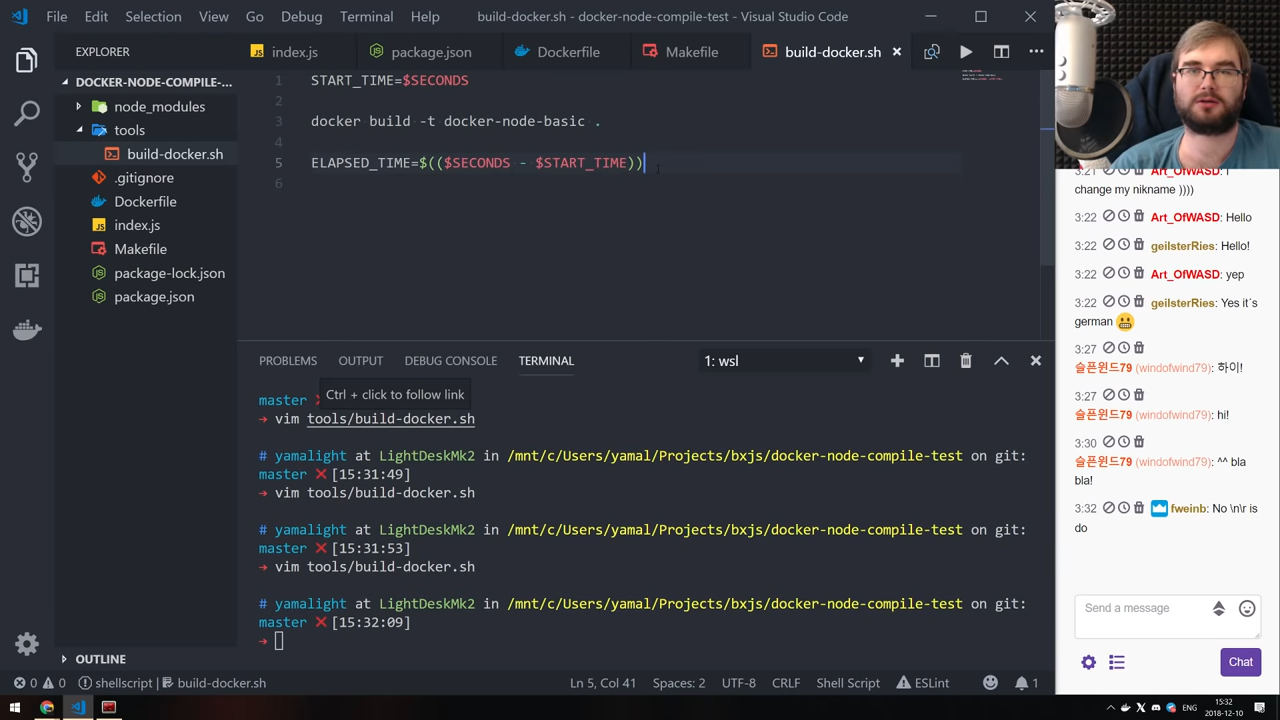 File Edit Selection View Go Debug Terminal Help
build-docker.sh - docker-node-compile-test - Visual Studio Code
EXPLORER
index.js
Package.json
Dockerfile
Makefile
build-docker.sh
DOCKER-NODE-COMPILE-...
node_modules
tools
build-docker.sh
.gitignore
Dockerfile
index.js
Makefile
package-lock.json
package.json
OUTLINE
1 START_TIME=$SECONDS
2
3 docker build -t docker-node-basic .
4
5 ELAPSED_TIME=$(($SECONDS - $START_TIME))
6
PROBLEMS OUTPUT DEBUG CONSOLE TERMINAL
1: wsl
Ctrl + click to follow link
master ❌
→ vim tools/build-docker.sh
# yamalight at LightDeskMk2 in /mnt/c/Users/yamal/Projects/bxjs/docker-node-compile-test on git:
master ❌ [15:31:49]
→ vim tools/build-docker.sh
# yamalight at LightDeskMk2 in /mnt/c/Users/yamal/Projects/bxjs/docker-node-compile-test on git:
master ❌ [15:31:53]
→ vim tools/build-docker.sh
# yamalight at LightDeskMk2 in /mnt/c/Users/yamal/Projects/bxjs/docker-node-compile-test on git:
master ❌ [15:32:09]
→
0 0 shellscript build-docker.sh
Ln 5, Col 41 Spaces: 2 UTF-8 CRLF Shell Script ESLint 1
3:21 Art_OfWASD: I
change my nikname ))))
3:22 Art_OfWASD: Hello
3:22 geilsterRies: Hello!
3:22 Art_OfWASD: yep
3:22 geilsterRies: Yes it´s
german 😬
3:27
슬픈윈드79 (windofwind79): 하이!
3:27
슬픈윈드79 (windofwind79): hi!
3:30
슬픈윈드79 (windofwind79): ^^ bla
bla!
3:32 fweinb: No \n\r is
do
Send a message
Chat
ENG
15:32
2018-12-10